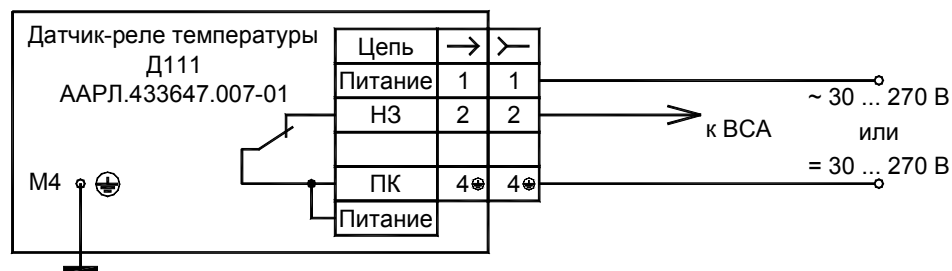 Датчик-реле температуры
Д111
ААРЛ.433647.007-01
Цепь
Питание 1 1
НЗ 2 2
ПК 4 4
Питание
М4
к ВСА
~ 30 ... 270 В
или
= 30 ... 270 В